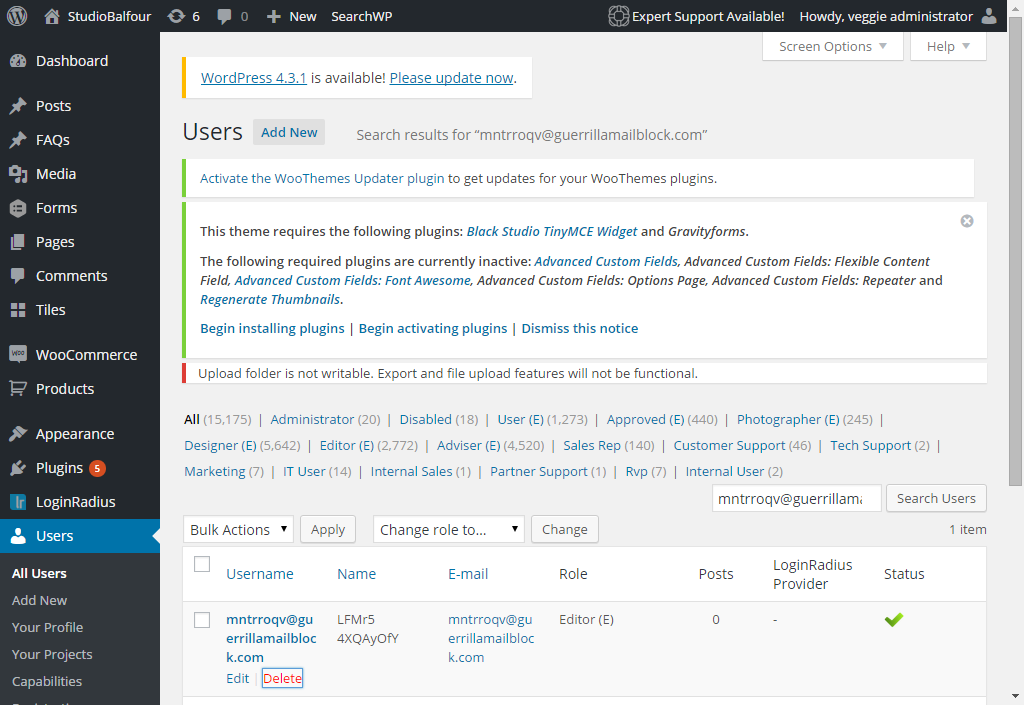 StudioBalfour 6 0 New SearchWP Expert Support Available! Howdy, veggie administrator
Screen Options Help
Dashboard
Posts
FAQs
Media
Forms
Pages
Comments
Tiles
WooCommerce
Products
Appearance
Plugins 5
LoginRadius
Users
All Users
Add New
Your Profile
Your Projects
Capabilities
WordPress 4.3.1 is available! Please update now.
Users Add New Search results for “mntrroqv@guerrillamailblock.com”
Activate the WooThemes Updater plugin to get updates for your WooThemes plugins.
This theme requires the following plugins: Black Studio TinyMCE Widget and Gravityforms.
The following required plugins are currently inactive: Advanced Custom Fields, Advanced Custom Fields: Flexible Content
Field, Advanced Custom Fields: Font Awesome, Advanced Custom Fields: Options Page, Advanced Custom Fields: Repeater and
Regenerate Thumbnails.
Begin installing plugins | Begin activating plugins | Dismiss this notice
Upload folder is not writable. Export and file upload features will not be functional.
All (15,175) | Administrator (20) | Disabled (18) | User (E) (1,273) | Approved (E) (440) | Photographer (E) (245) |
Designer (E) (5,642) | Editor (E) (2,772) | Adviser (E) (4,520) | Sales Rep (140) | Customer Support (46) | Tech Support (2) |
Marketing (7) | IT User (14) | Internal Sales (1) | Partner Support (1) | Rvp (7) | Internal User (2)
mntrroqv@guerrillama Search Users
Bulk Actions Apply Change role to... Change 1 item
Username Name E-mail Role Posts LoginRadius Provider Status
mntrroqv@gu LFMr5 mntrroqv@gu Editor (E) 0 -
errillamailbloc 4XQAyOfY errillamailbloc
k.com k.com
Edit | Delete